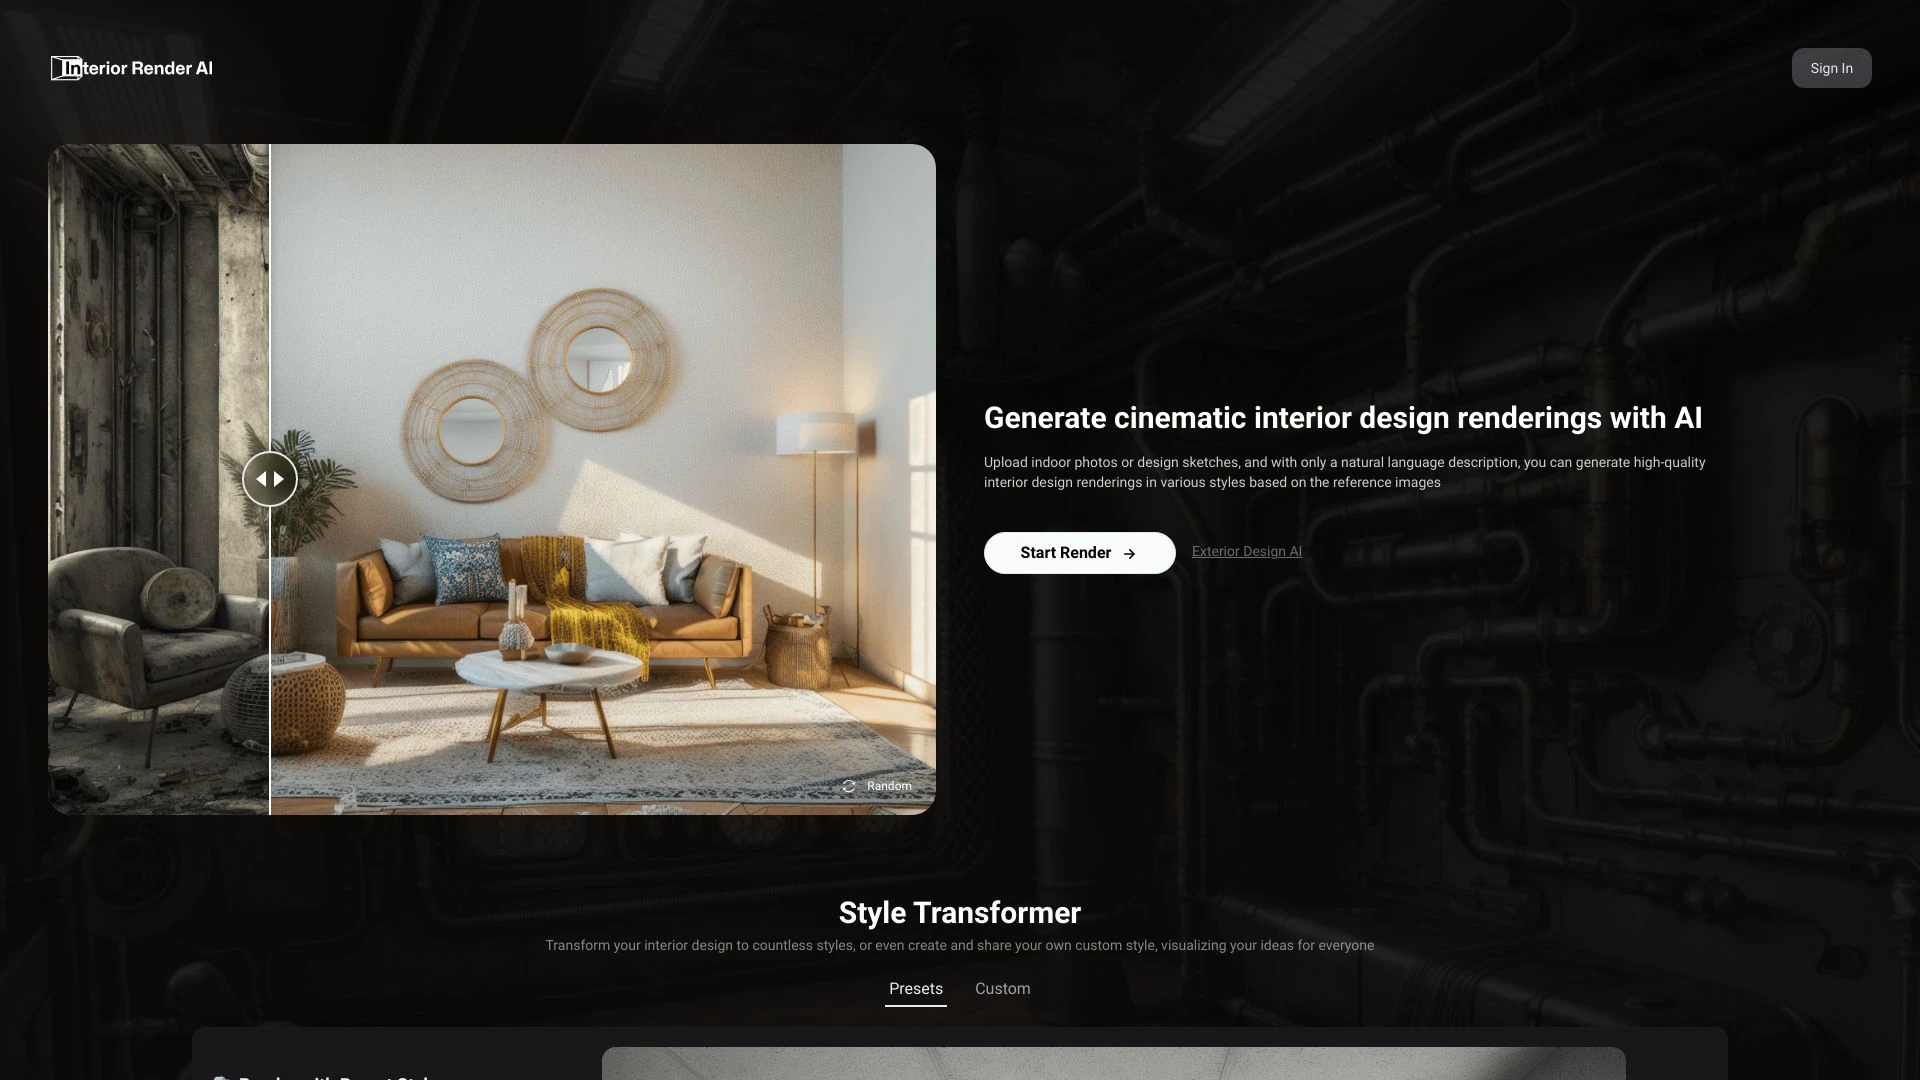 Interior Render AI
Sign In
Generate cinematic interior design renderings with AI
Upload indoor photos or design sketches, and with only a natural language description, you can generate high-quality
interior design renderings in various styles based on the reference images
Start Render
Exterior Design AI
Random
Style Transformer
Transform your interior design to countless styles, or even create and share your own custom style, visualizing your ideas for everyone
Presets
Custom